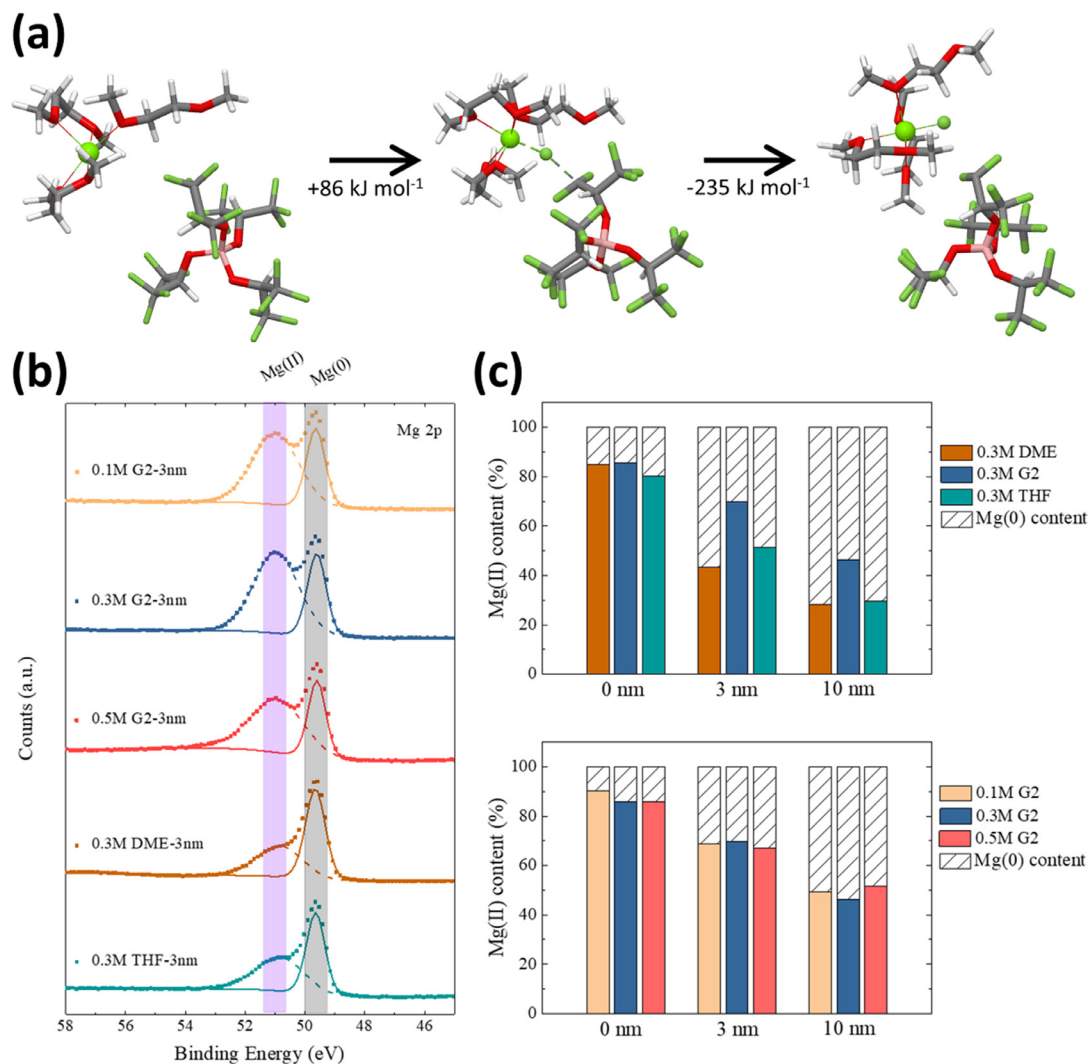 (a)
+86 kJ mol⁻¹
-235 kJ mol⁻¹
(b)
Mg(II)
Mg(0)
Mg 2p
0.1M G2-3nm
0.3M G2-3nm
0.5M G2-3nm
0.3M DME-3nm
0.3M THF-3nm
Counts (a.u.)
58 56 54 52 50 48 46
Binding Energy (eV)
(c)
Mg(II) content (%)
100
80
60
40
20
0
0 nm 3 nm 10 nm
0.3M DME
0.3M G2
0.3M THF
Mg(0) content
Mg(II) content (%)
100
80
60
40
20
0
0 nm 3 nm 10 nm
0.1M G2
0.3M G2
0.5M G2
Mg(0) content